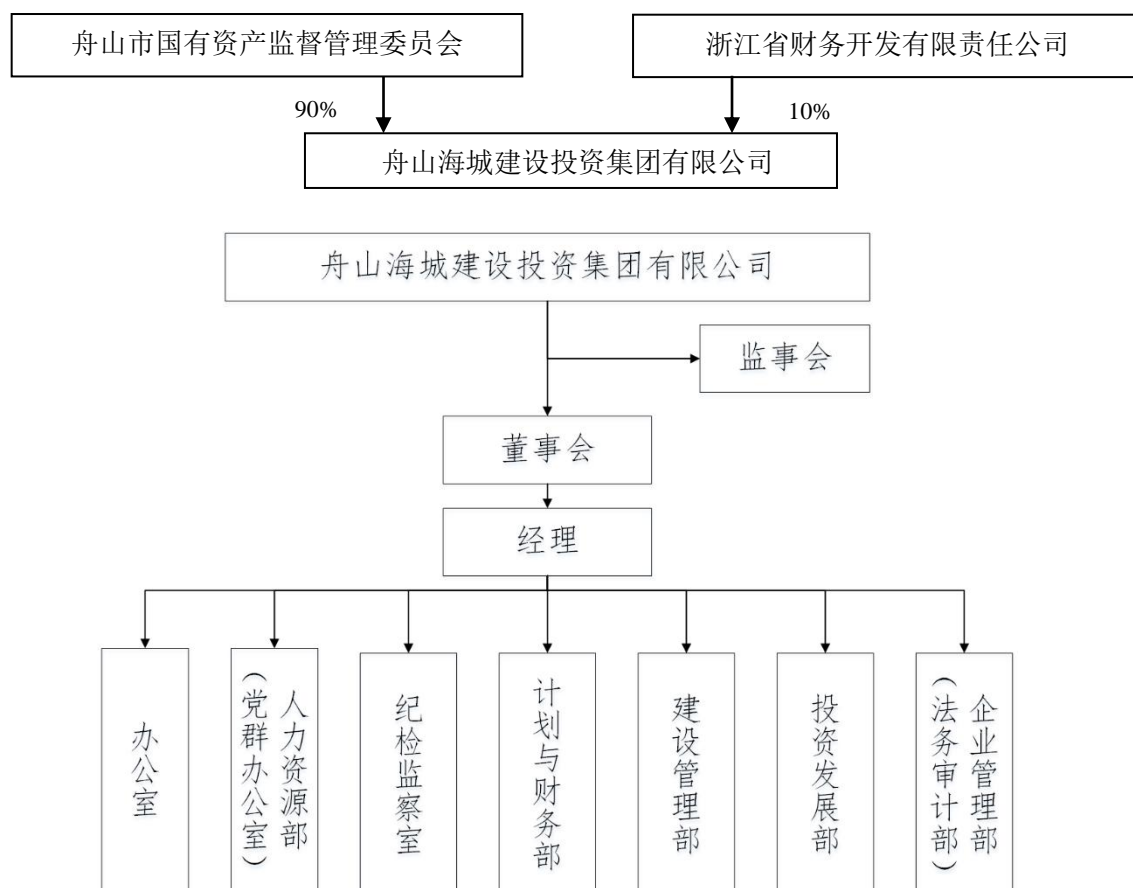 舟山市国有资产监督管理委员会
浙江省财务开发有限责任公司
90%
10%
舟山海城建设投资集团有限公司
舟山海城建设投资集团有限公司
监事会
董事会
经理
办公室
人力资源部
（党群办公室）
纪检监察室
计划与财务部
建设管理部
投资发展部
企业管理部
（法务审计部）